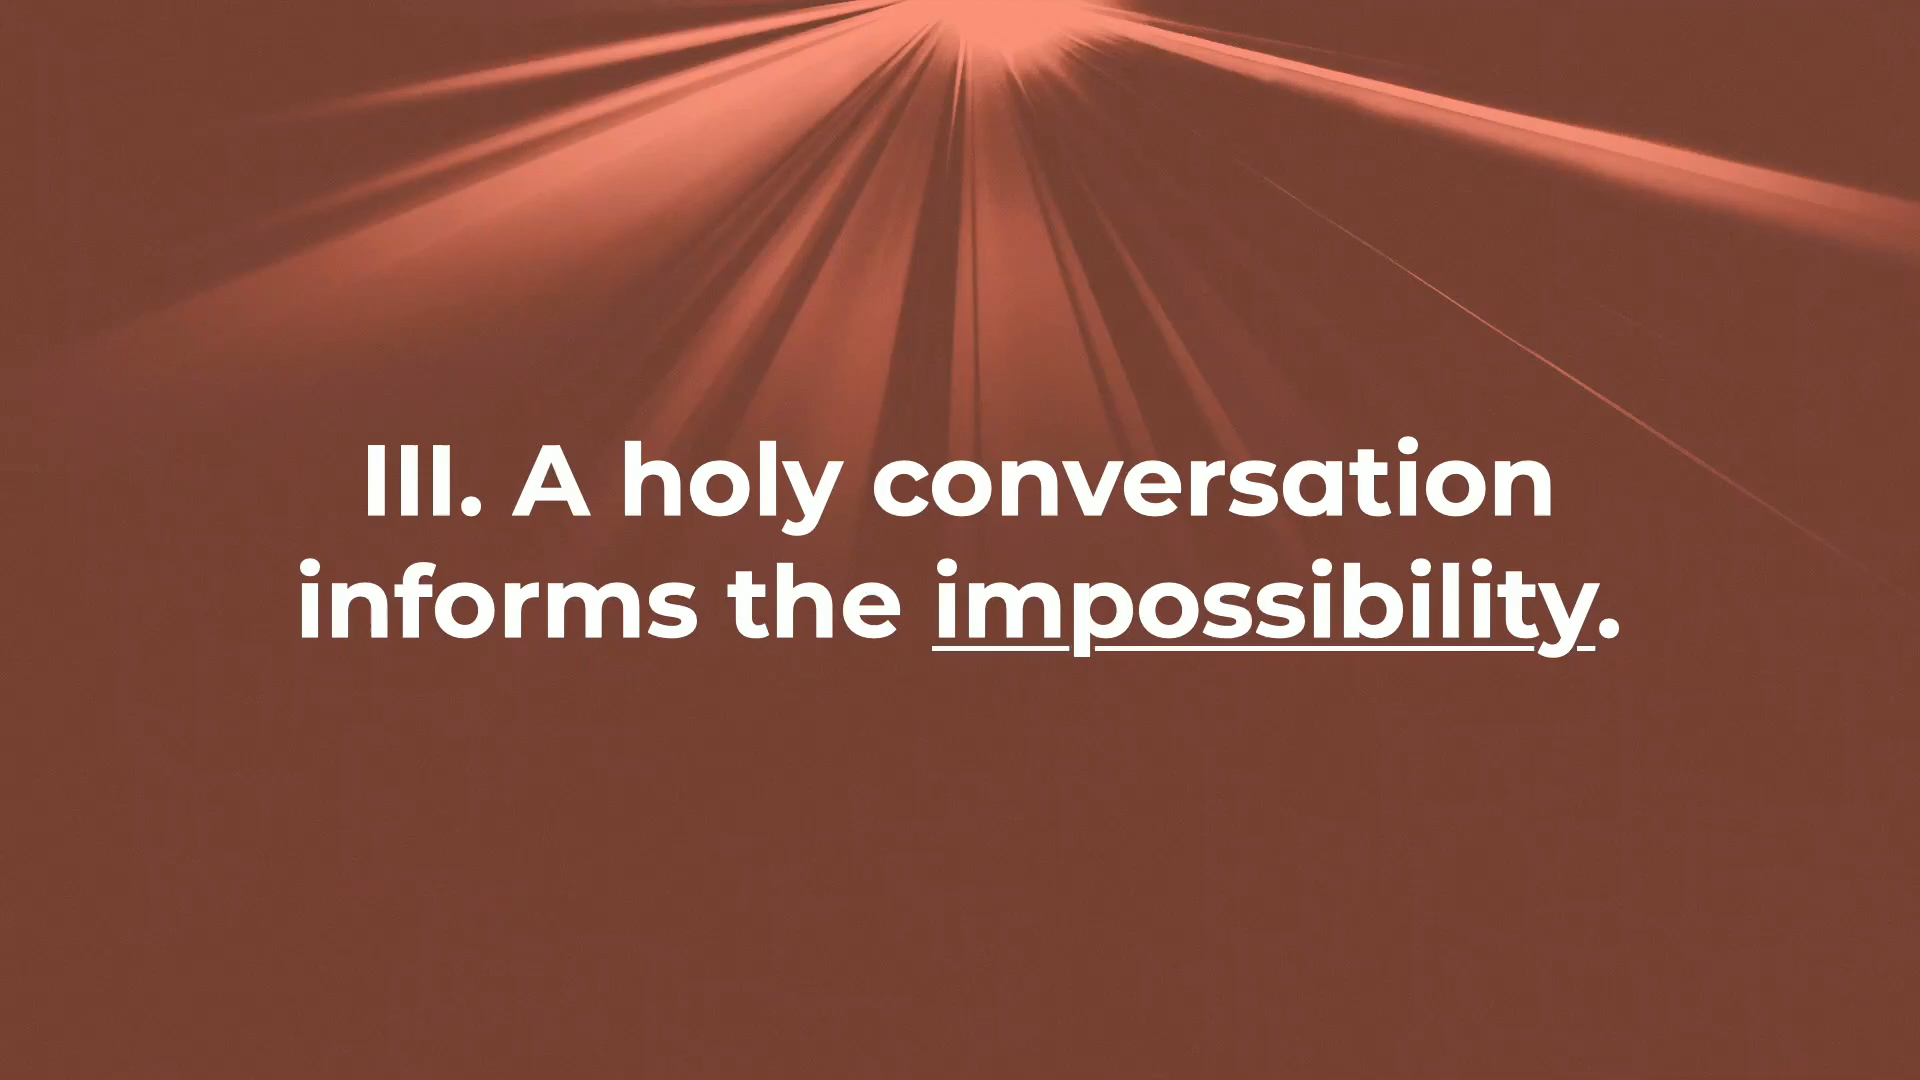 III. A holy conversation
informs the impossibility.